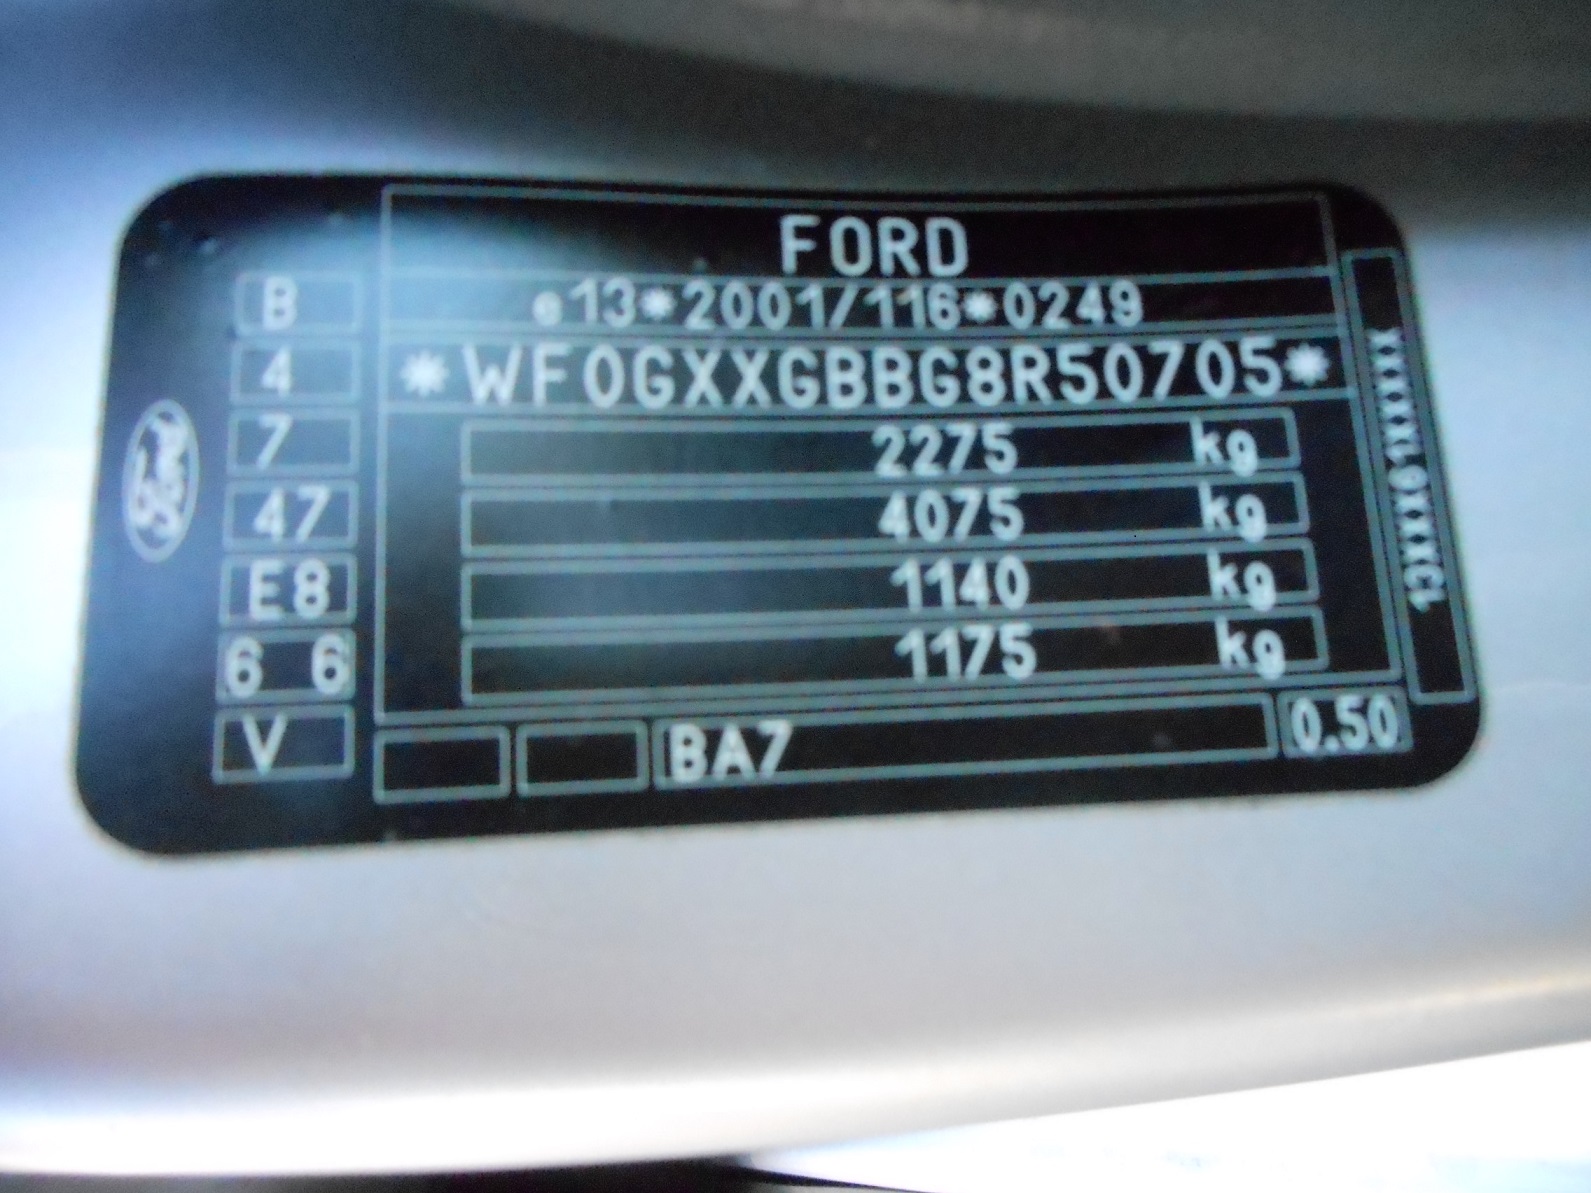 FORD
e13*2001/116*0249
*WF0GXXGBBG8R50705*
B
4
7
47
E8
6 6
V
2275 kg
4075 kg
1140 kg
1175 kg
BA7
0.50
Ford